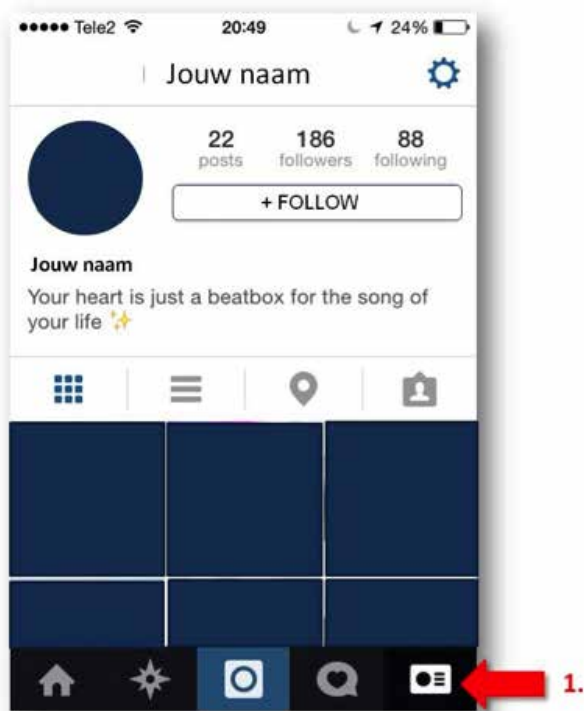 Tele2 20:49 24%
Jouw naam
22 186 88
posts followers following
+ FOLLOW
Jouw naam
Your heart is just a beatbox for the song of
your life ✨
1.